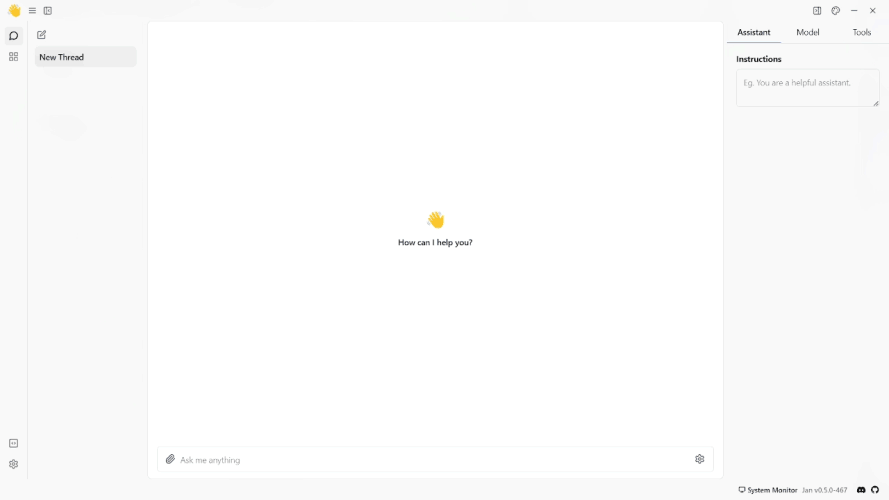 Assistant Model Tools
New Thread
Instructions
Eg. You are a helpful assistant.
How can I help you?
Ask me anything
System Monitor Jan v0.5.0-467